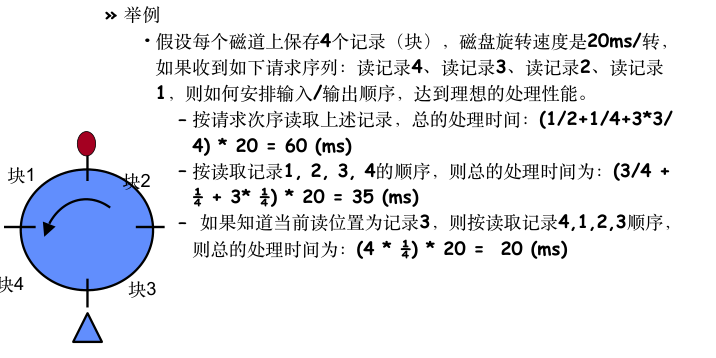 » 举例
• 假设每个磁道上保存4个记录（块），磁盘旋转速度是20ms/转，
如果收到如下请求序列：读记录4、读记录3、读记录2、读记录
1，则如何安排输入/输出顺序，达到理想的处理性能。
– 按请求次序读取上述记录，总的处理时间：(1/2+1/4+3*3/
4) * 20 = 60 (ms)
– 按读取记录1, 2, 3, 4的顺序，则总的处理时间为：(3/4 +
¼ + 3* ¼) * 20 = 35 (ms)
– 如果知道当前读位置为记录3，则按读取记录4,1,2,3顺序，
则总的处理时间为：(4 * ¼) * 20 = 20 (ms)
块1
块2
块4
块3